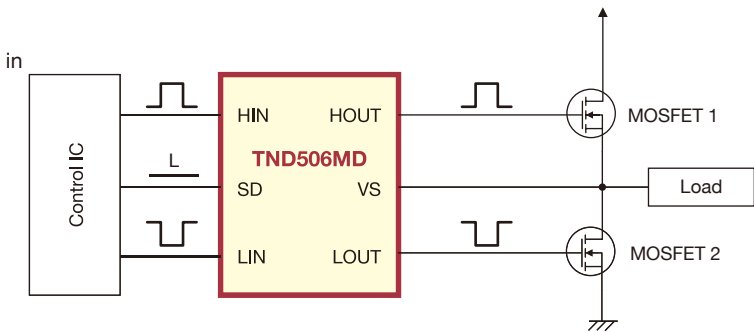 in
Control IC
HIN
HOUT
MOSFET 1
TND506MD
L
SD
VS
Load
LIN
LOUT
MOSFET 2